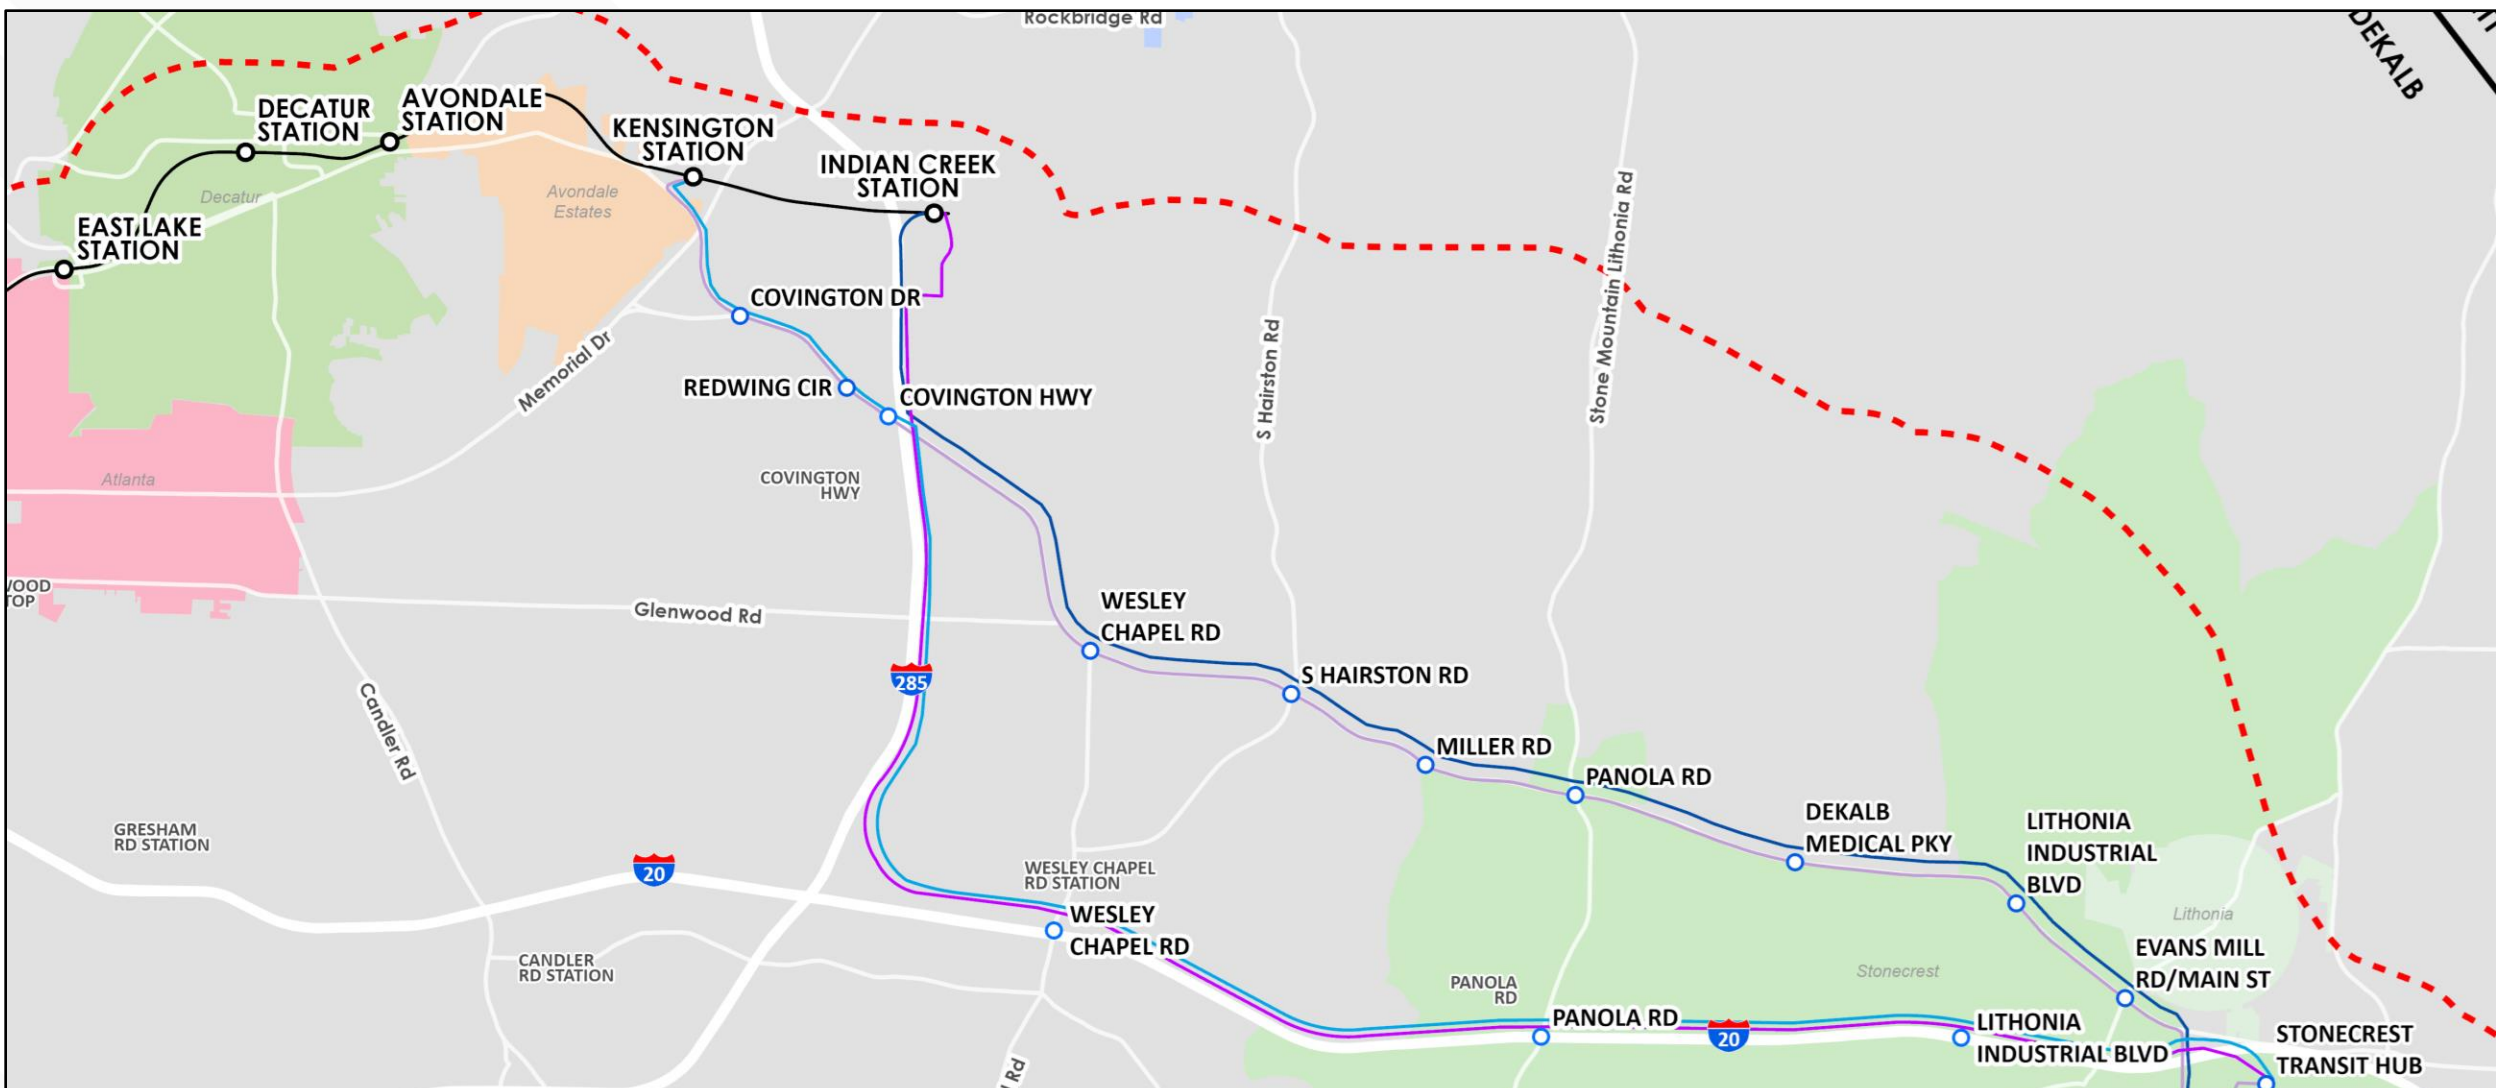 Rockbridge Rd
DEKALB
DECATUR
STATION
AVONDALE
STATION
KENSINGTON
STATION
INDIAN CREEK
STATION
Decatur
Avondale
Estates
EAST LAKE
STATION
Stone Mountain Lithonia Rd
COVINGTON DR
Memorial Dr
S Hairston Rd
REDWING CIR
COVINGTON HWY
Atlanta
COVINGTON
HWY
Glenwood Rd
WESLEY
CHAPEL RD
S HAIRSTON RD
285
Candler Rd
MILLER RD
PANOLA RD
DEKALB
MEDICAL PKY
LITHONIA
INDUSTRIAL
BLVD
GRESHAM
RD STATION
20
WESLEY CHAPEL
RD STATION
WESLEY
CHAPEL RD
Lithonia
EVANS MILL
RD/MAIN ST
CANDLER
RD STATION
Stonecrest
PANOLA
RD
PANOLA RD
20
LITHONIA
INDUSTRIAL BLVD
STONECREST
TRANSIT HUB
Rd